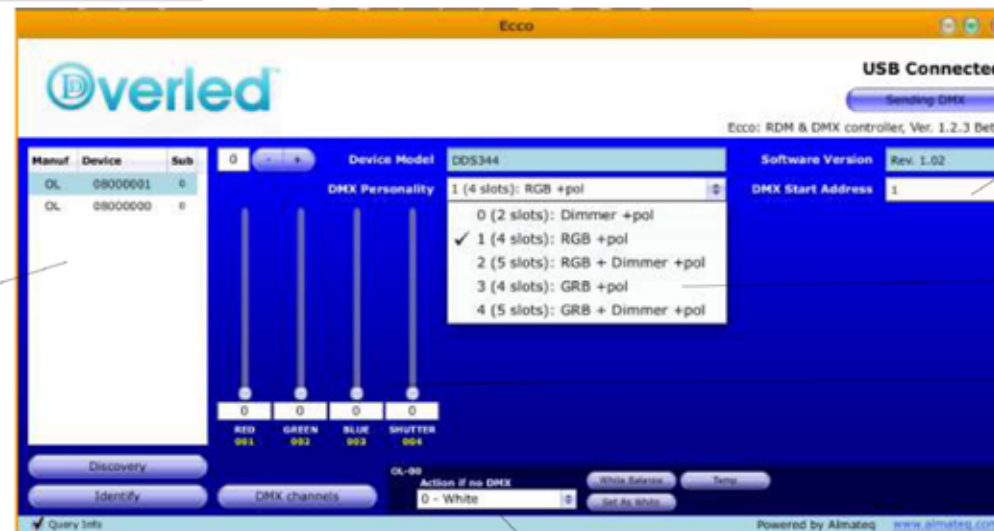 Ecco
Overled
USB Connected
Sending DMX
Ecco: RDM & DMX controller, Ver. 1.2.3 Bet
Manuf Device Sub
OL 08000001 0
OL 08000000 0
0 - +
Device Model DDS344
Software Version Rev. 1.02
DMX Personality 1 (4 slots): RGB +pol
DMX Start Address 1
0 (2 slots): Dimmer +pol
✓ 1 (4 slots): RGB +pol
2 (5 slots): RGB + Dimmer +pol
3 (4 slots): GRB +pol
4 (5 slots): GRB + Dimmer +pol
0 0 0 0
RED GREEN BLUE SHUTTER
001 002 003 004
Discovery
Identify
DMX channels
OL-00
Action if no DMX
0 - White
White Balance
Temp
Set As White
Query Info
Powered by Almateq www.almateq.com